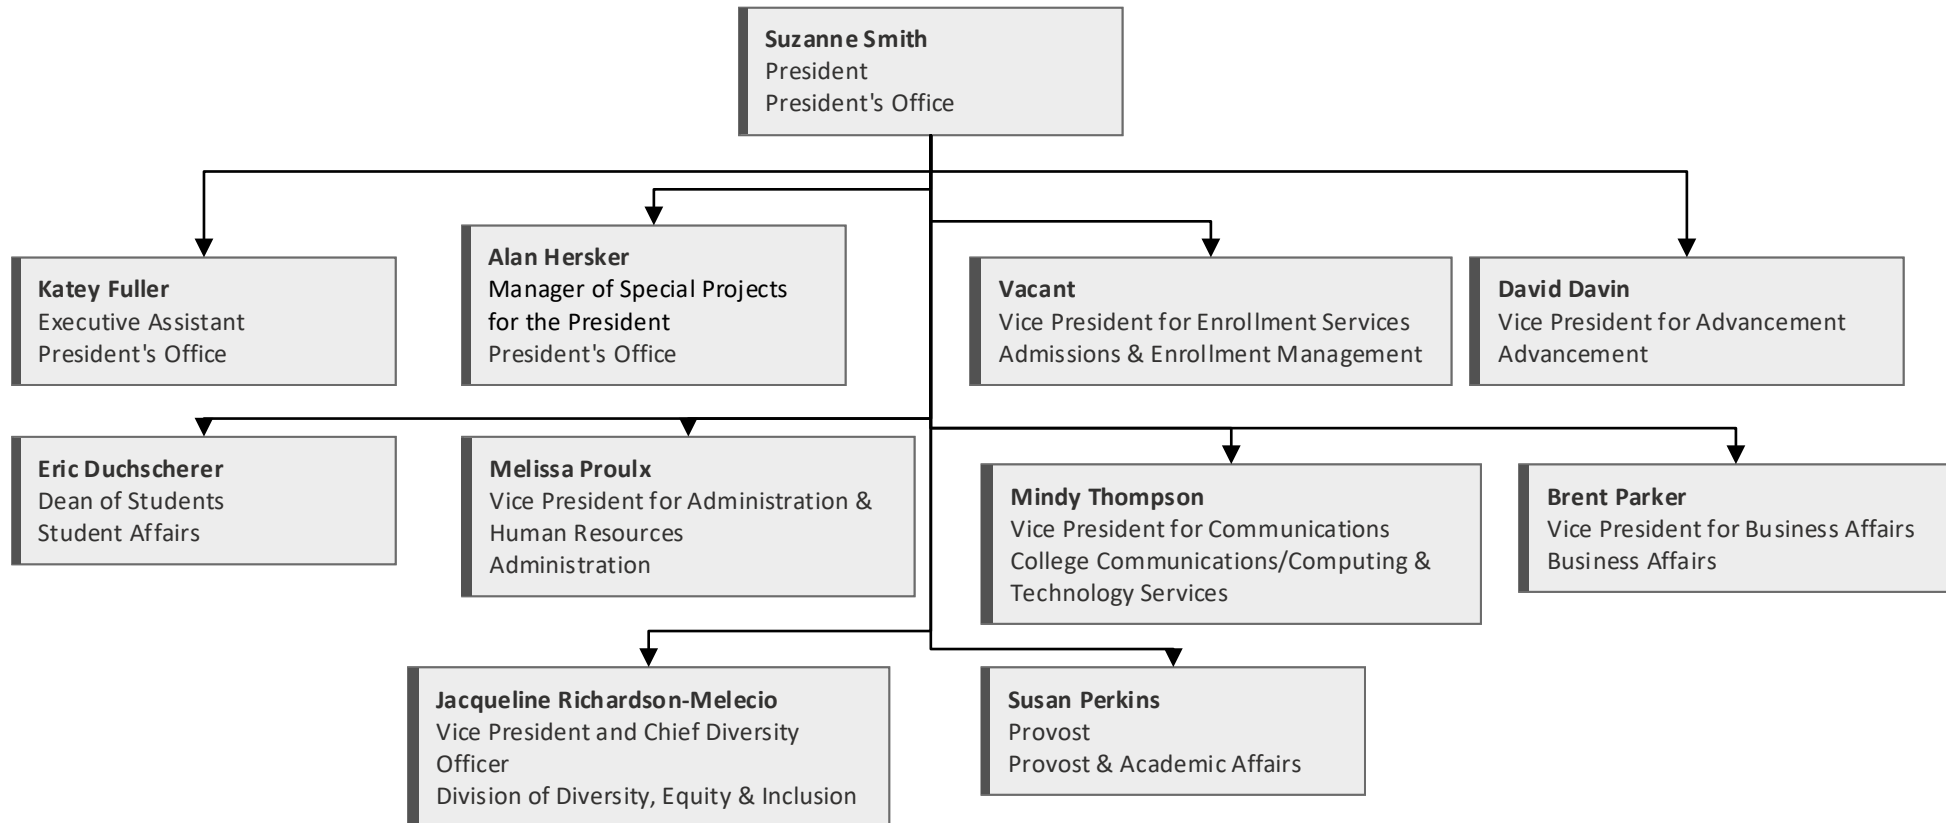 Suzanne Smith
President
President's Office
Katey Fuller
Executive Assistant
President's Office
Alan Hersker
Manager of Special Projects
for the President
President's Office
Vacant
Vice President for Enrollment Services
Admissions & Enrollment Management
David Davin
Vice President for Advancement
Advancement
Eric Duchscherer
Dean of Students
Student Affairs
Melissa Proulx
Vice President for Administration &
Human Resources
Administration
Mindy Thompson
Vice President for Communications
College Communications/Computing &
Technology Services
Brent Parker
Vice President for Business Affairs
Business Affairs
Jacqueline Richardson-Melecio
Vice President and Chief Diversity
Officer
Division of Diversity, Equity & Inclusion
Susan Perkins
Provost
Provost & Academic Affairs